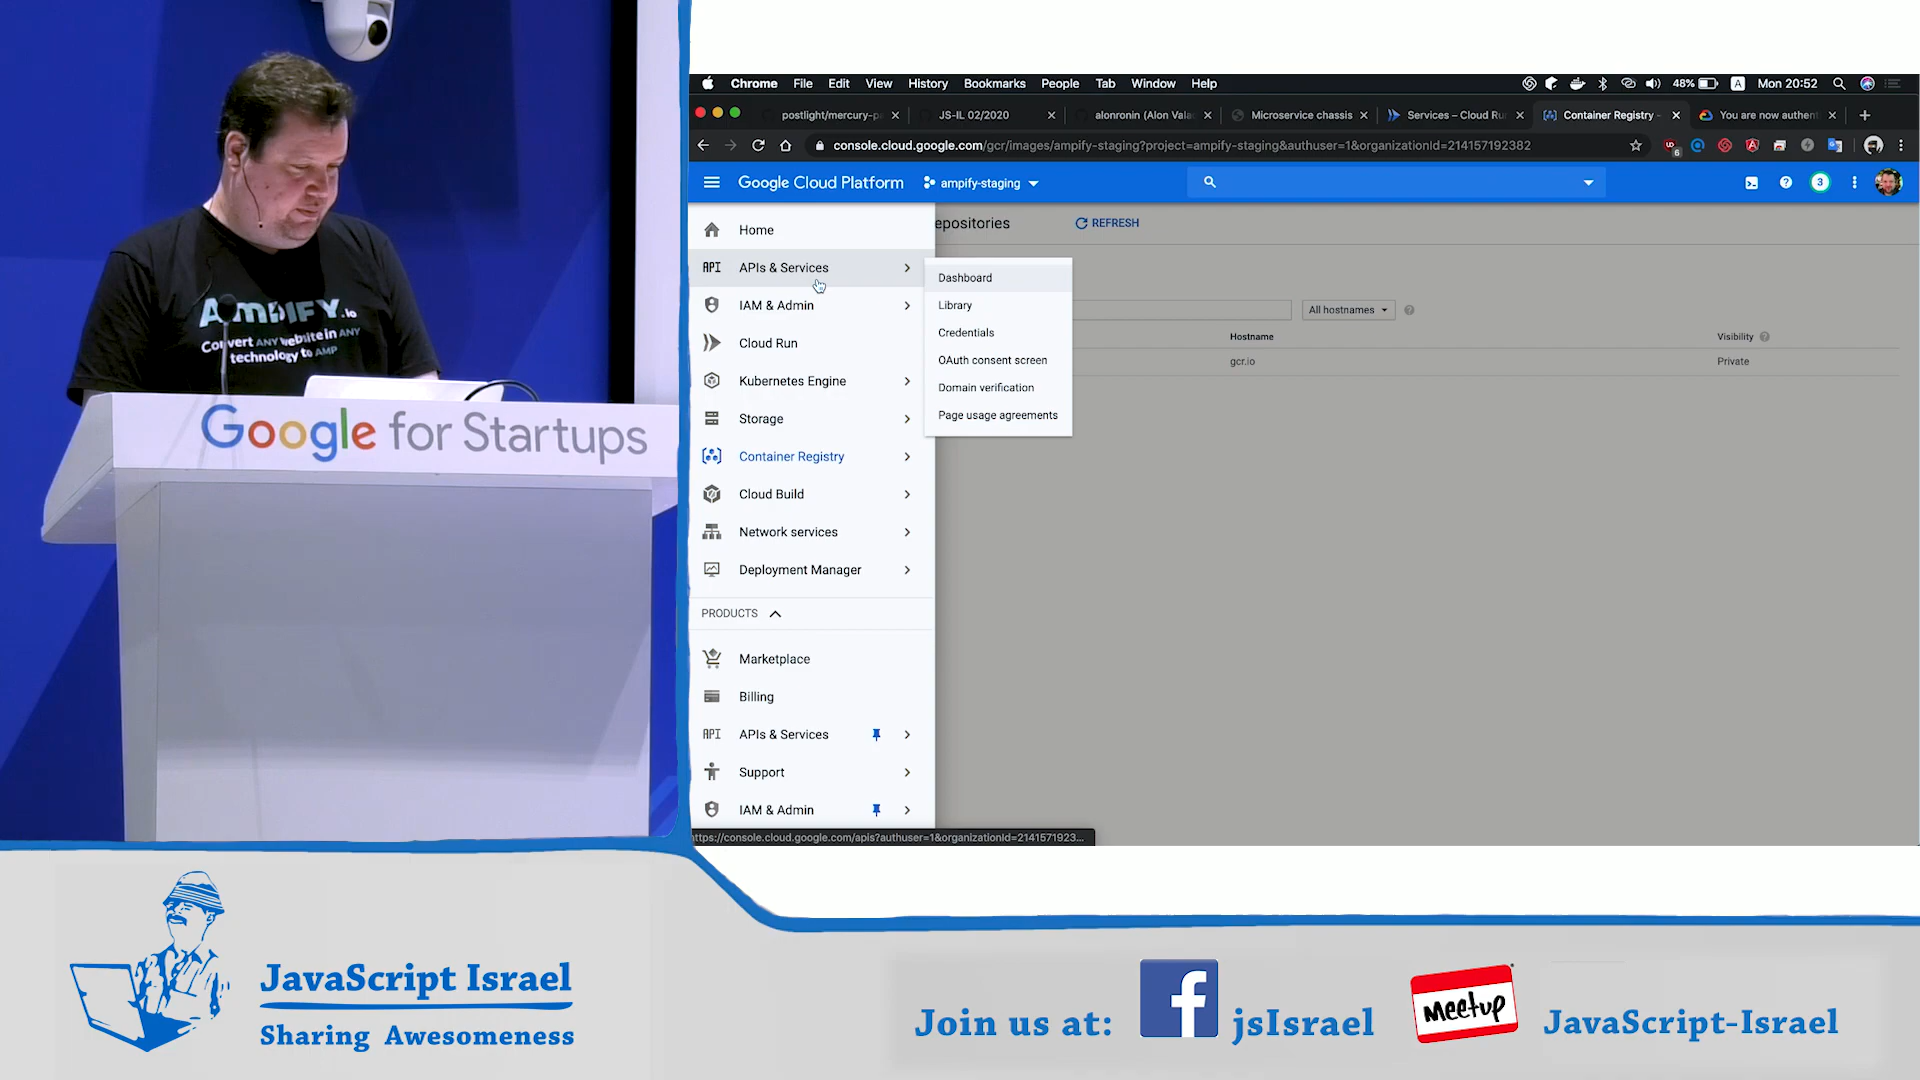 AMPIFY.io
Convert ANY website in ANY
technology to AMP
Google for Startups
Chrome File Edit View History Bookmarks People Tab Window Help
48% A Mon 20:52
postlight/mercury-p
JS-IL 02/2020
alonronin (Alon Vala
Microservice chassis
Services – Cloud Ru
Container Registry -
You are now authent
console.cloud.google.com/gcr/images/ampify-staging?project=ampify-staging&authuser=1&organizationId=214157192382
6
Google Cloud Platform
ampify-staging
3
Home
API APIs & Services
IAM & Admin
Cloud Run
Kubernetes Engine
Storage
Container Registry
Cloud Build
Network services
Deployment Manager
PRODUCTS
Marketplace
Billing
API APIs & Services
Support
IAM & Admin
Dashboard
Library
Credentials
OAuth consent screen
Domain verification
Page usage agreements
epositories
REFRESH
All hostnames
Hostname
Visibility
gcr.io
Private
https://console.cloud.google.com/apis?authuser=1&organizationId=2141571923...
JavaScript Israel
Sharing Awesomeness
Join us at:
f
jsIsrael
Meetup
JavaScript-Israel